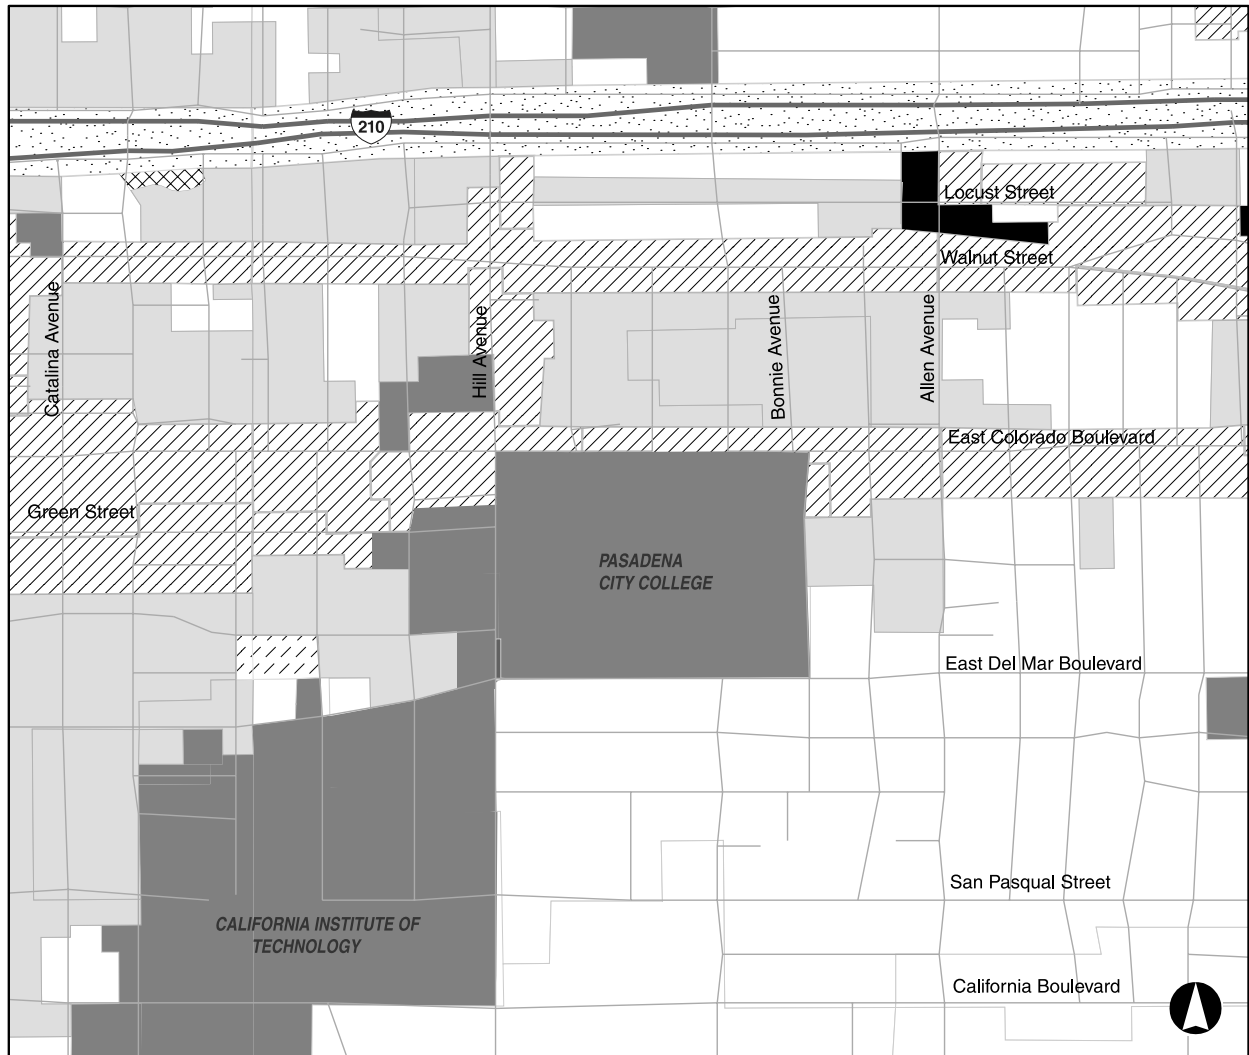 210
Locust Street
Walnut Street
Catalina Avenue
Hill Avenue
Bonnie Avenue
Allen Avenue
East Colorado Boulevard
Green Street
PASADENA
CITY COLLEGE
East Del Mar Boulevard
San Pasqual Street
CALIFORNIA INSTITUTE OF
TECHNOLOGY
California Boulevard